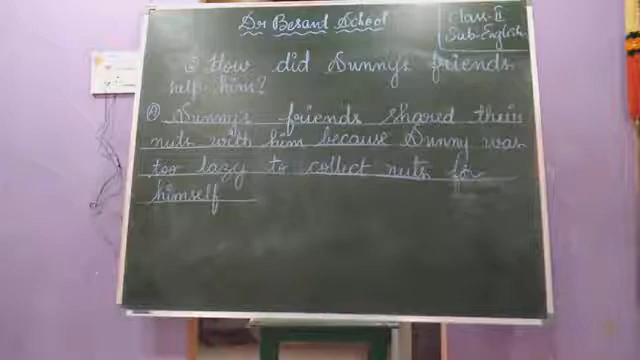 Dr Besant School
Class-II
Sub-English
How did Sunny's friends
help him?
A) Sunny's friends shared their
nuts with him because Sunny was
too lazy to collect nuts for
himself